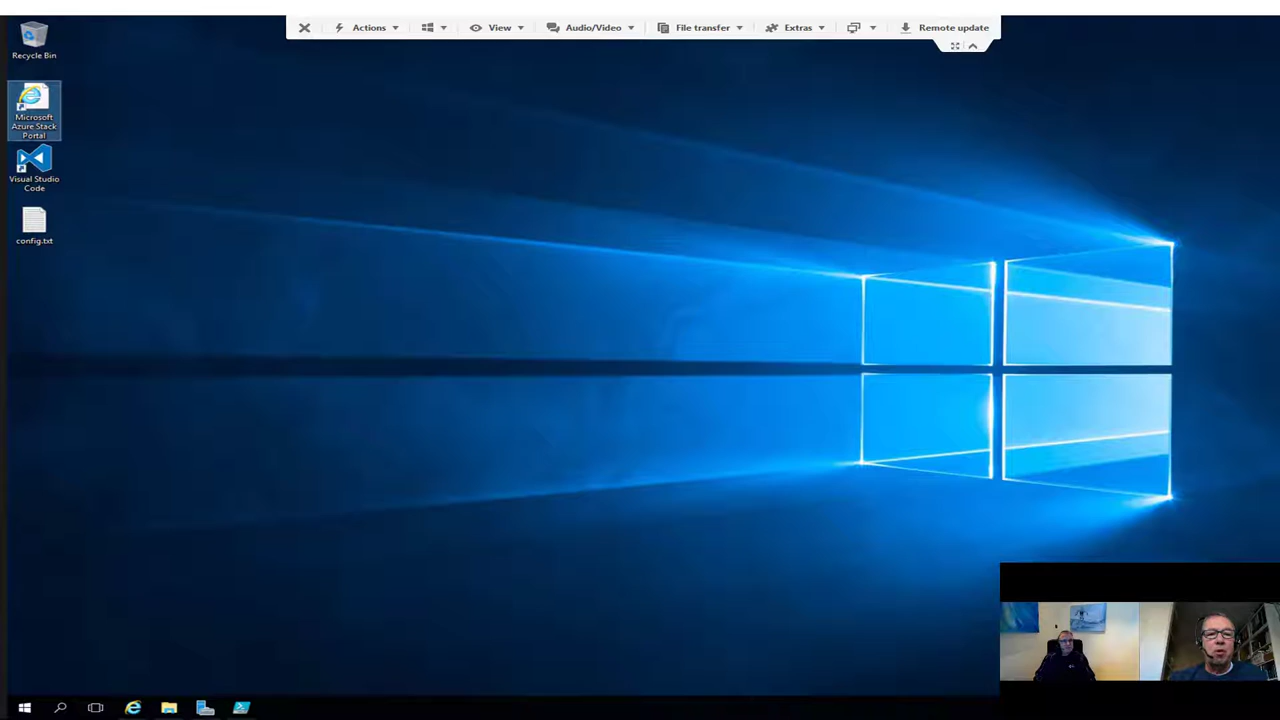 Actions
View
Audio/Video
File transfer
Extras
Remote update
Recycle Bin
Microsoft
Azure Stack
Portal
Visual Studio
Code
config.txt